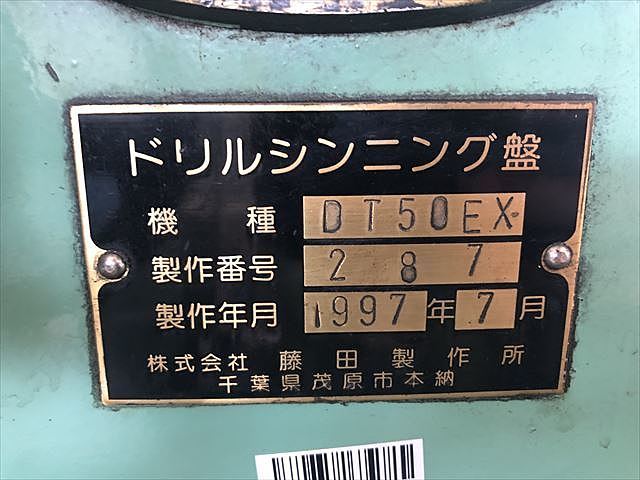 ドリルシンニング盤
機種 DT50EX
製作番号 287
製作年月 1997年7月
株式会社 藤田製作所
千葉県茂原市本納